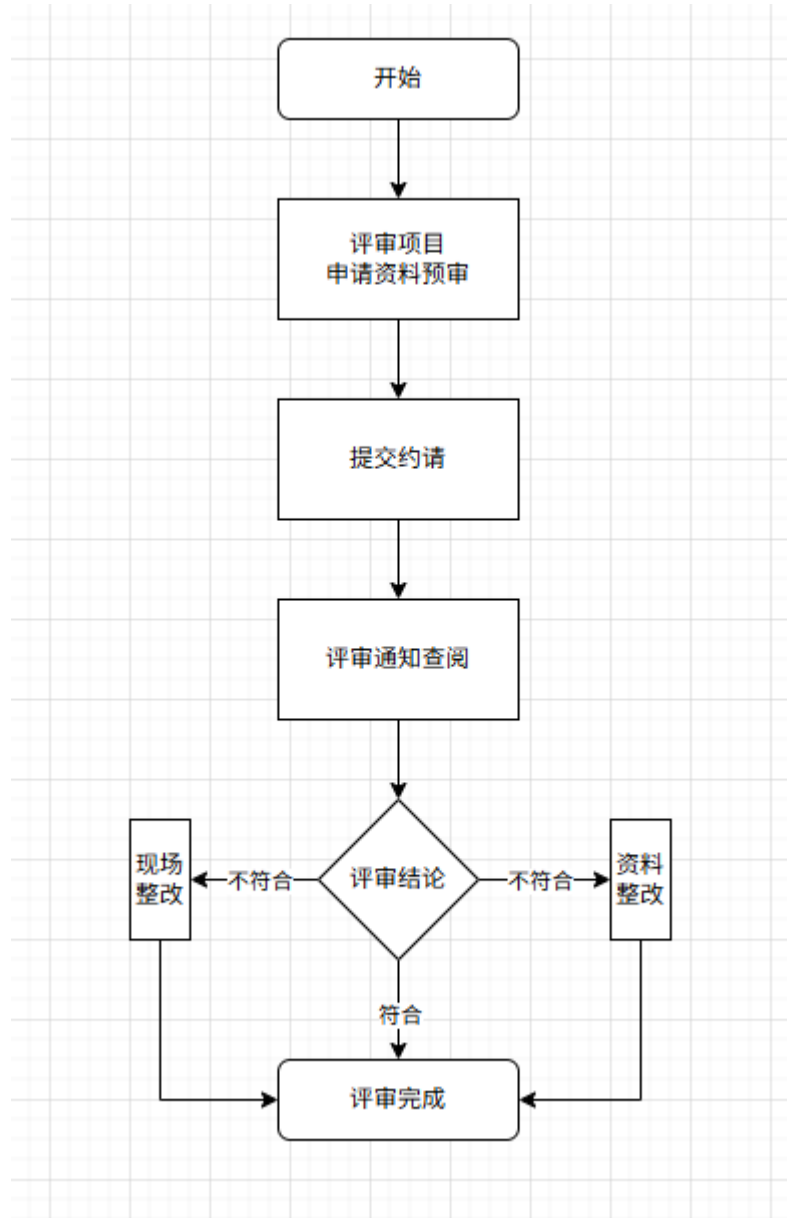 开始
评审项目
申请资料预审
提交约请
评审通知查阅
现场
整改
不符合
评审结论
不符合
资料
整改
符合
评审完成